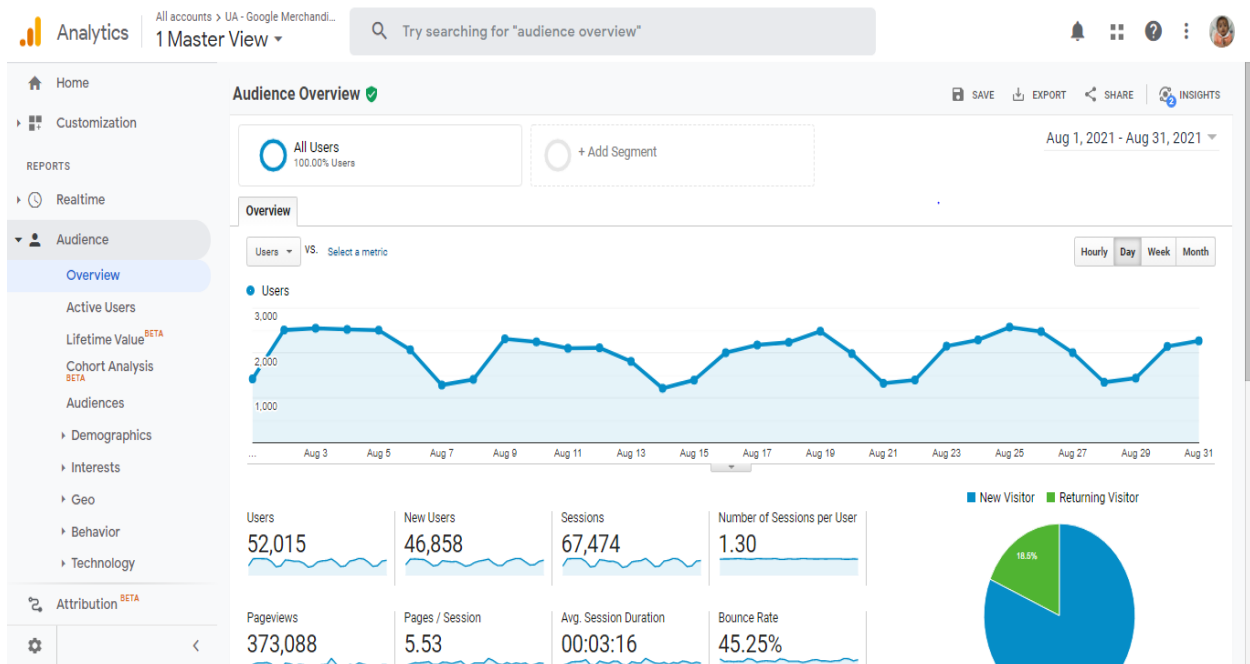 All accounts > UA - Google Merchandi...
Analytics
1 Master View
Try searching for "audience overview"
Home
Customization
REPORTS
Realtime
Audience
Overview
Active Users
Lifetime Value BETA
Cohort Analysis
BETA
Audiences
Demographics
Interests
Geo
Behavior
Technology
Attribution BETA
Audience Overview
SAVE
EXPORT
SHARE
2
INSIGHTS
All Users
100.00% Users
+ Add Segment
Aug 1, 2021 - Aug 31, 2021
Overview
Users
VS.
Select a metric
Hourly
Day
Week
Month
Users
3,000
2,000
1,000
... Aug 3 Aug 5 Aug 7 Aug 9 Aug 11 Aug 13 Aug 15 Aug 17 Aug 19 Aug 21 Aug 23 Aug 25 Aug 27 Aug 29 Aug 31
New Visitor
Returning Visitor
18.5%
Users
52,015
New Users
46,858
Sessions
67,474
Number of Sessions per User
1.30
Pageviews
373,088
Pages / Session
5.53
Avg. Session Duration
00:03:16
Bounce Rate
45.25%